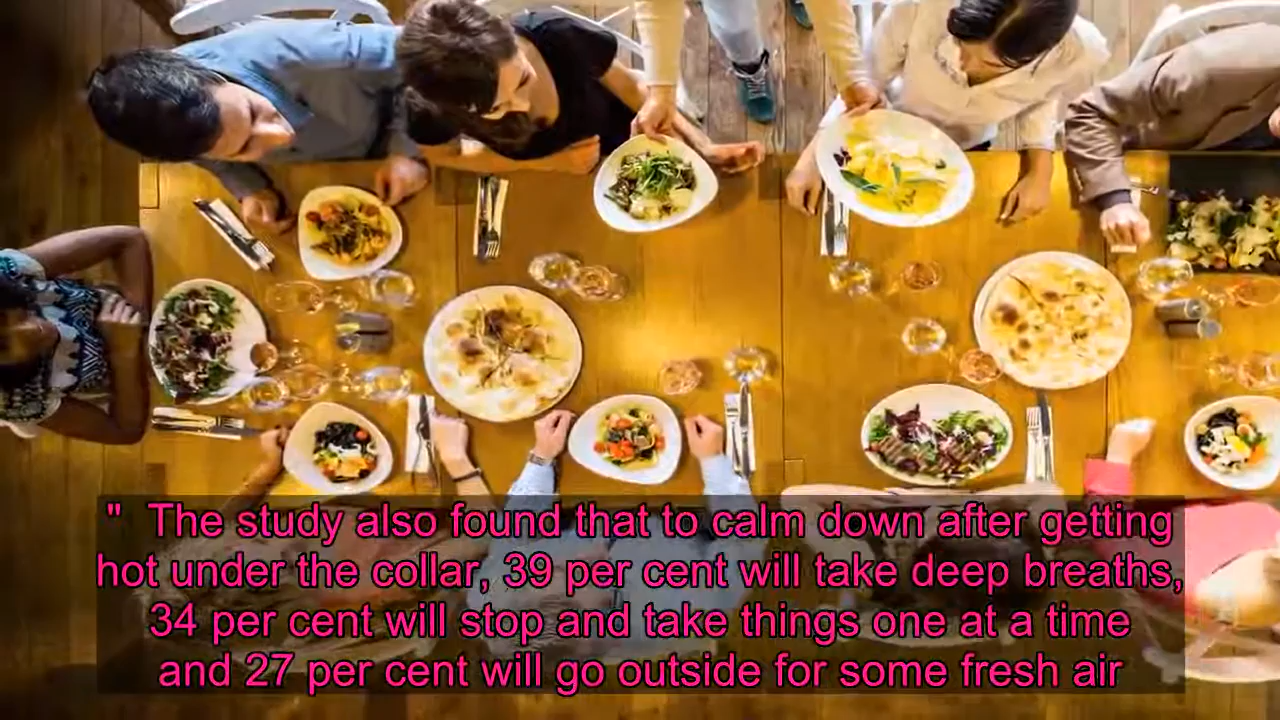 "  The study also found that to calm down after getting
hot under the collar, 39 per cent will take deep breaths,
34 per cent will stop and take things one at a time
and 27 per cent will go outside for some fresh air